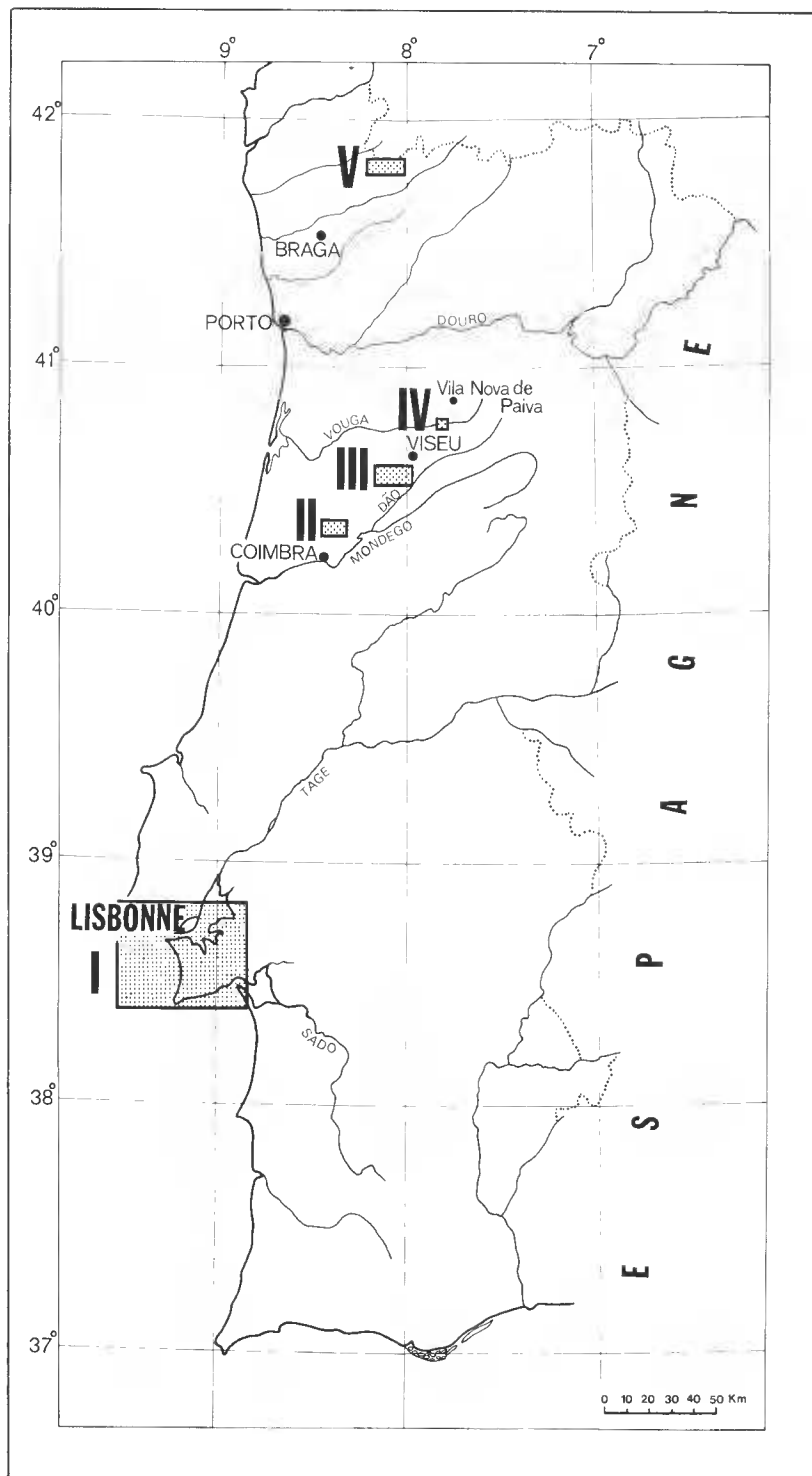 9° 8° 7°
42°
V
BRAGA
PORTO
DOURO
41°
E
Vila Nova de
Paiva
IV
VOUGA
VISEU
III
DÃO
N
II
MONDEGO
COIMBRA
40°
G
TAGE
A
39°
LISBONNE
I
P
SADO
38°
S
E
37°
0 10 20 30 40 50 Km